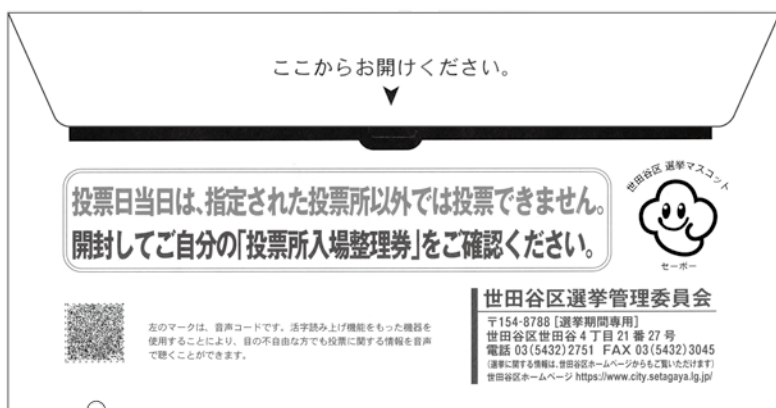 ここからお開けください。
投票日当日は、指定された投票所以外では投票できません。
開封してご自分の「投票所入場整理券」をご確認ください。
世田谷区 選挙マスコット
セーポー
左のマークは、音声コードです。活字読み上げ機能をもった機器を
使用することにより、目の不自由な方でも投票に関する情報を音声
で聴くことができます。
世田谷区選挙管理委員会
〒154-8788 [選挙期間専用]
世田谷区世田谷4丁目21番27号
電話 03(5432)2751 FAX 03(5432)3045
(選挙に関する情報は、世田谷区ホームページからもご覧いただけます)
世田谷区ホームページ https://www.city.setagaya.lg.jp/